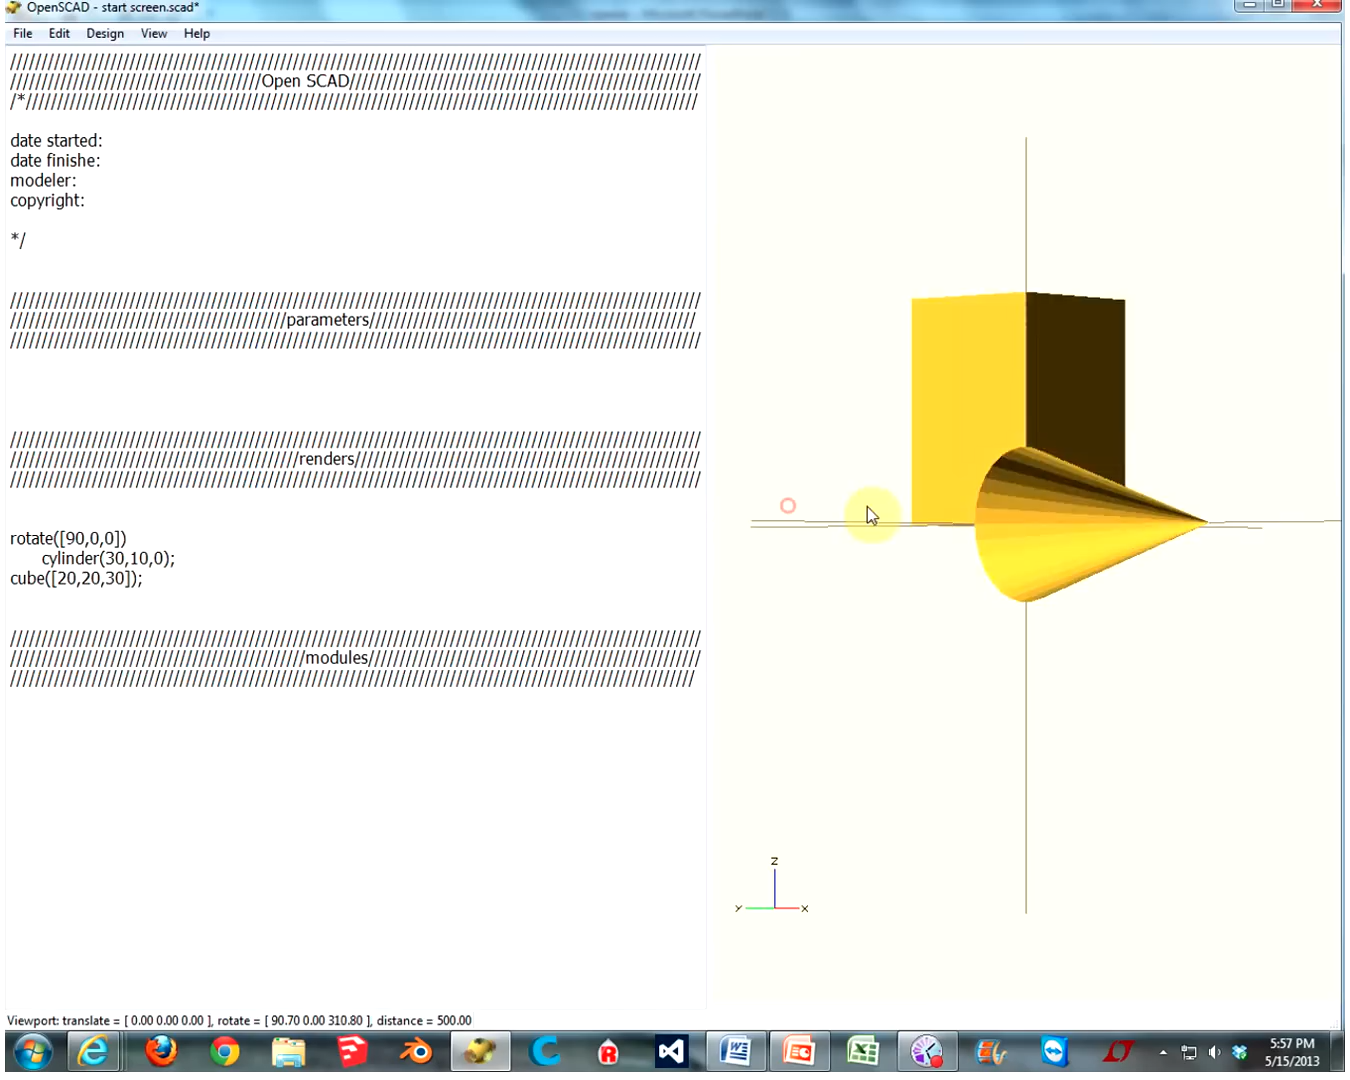 OpenSCAD - start screen.scad*
File Edit Design View Help
//////////////////////////////////////////////////////////////////////////////////////////
/////////////////////////////////Open SCAD//////////////////////////////////////////////
/*////////////////////////////////////////////////////////////////////////////////////////
date started:
date finishe:
modeler:
copyright:
*/
//////////////////////////////////////////////////////////////////////////////////////////
////////////////////////////////////parameters///////////////////////////////////////////
//////////////////////////////////////////////////////////////////////////////////////////
//////////////////////////////////////////////////////////////////////////////////////////
//////////////////////////////////////renders/////////////////////////////////////////////
//////////////////////////////////////////////////////////////////////////////////////////
rotate([90,0,0])
cylinder(30,10,0);
cube([20,20,30]);
//////////////////////////////////////////////////////////////////////////////////////////
///////////////////////////////////////modules///////////////////////////////////////////
/////////////////////////////////////////////////////////////////////////////////////////
z
Y X
Viewport: translate = [ 0.00 0.00 0.00 ], rotate = [ 90.70 0.00 310.80 ], distance = 500.00
5:57 PM
5/15/2013